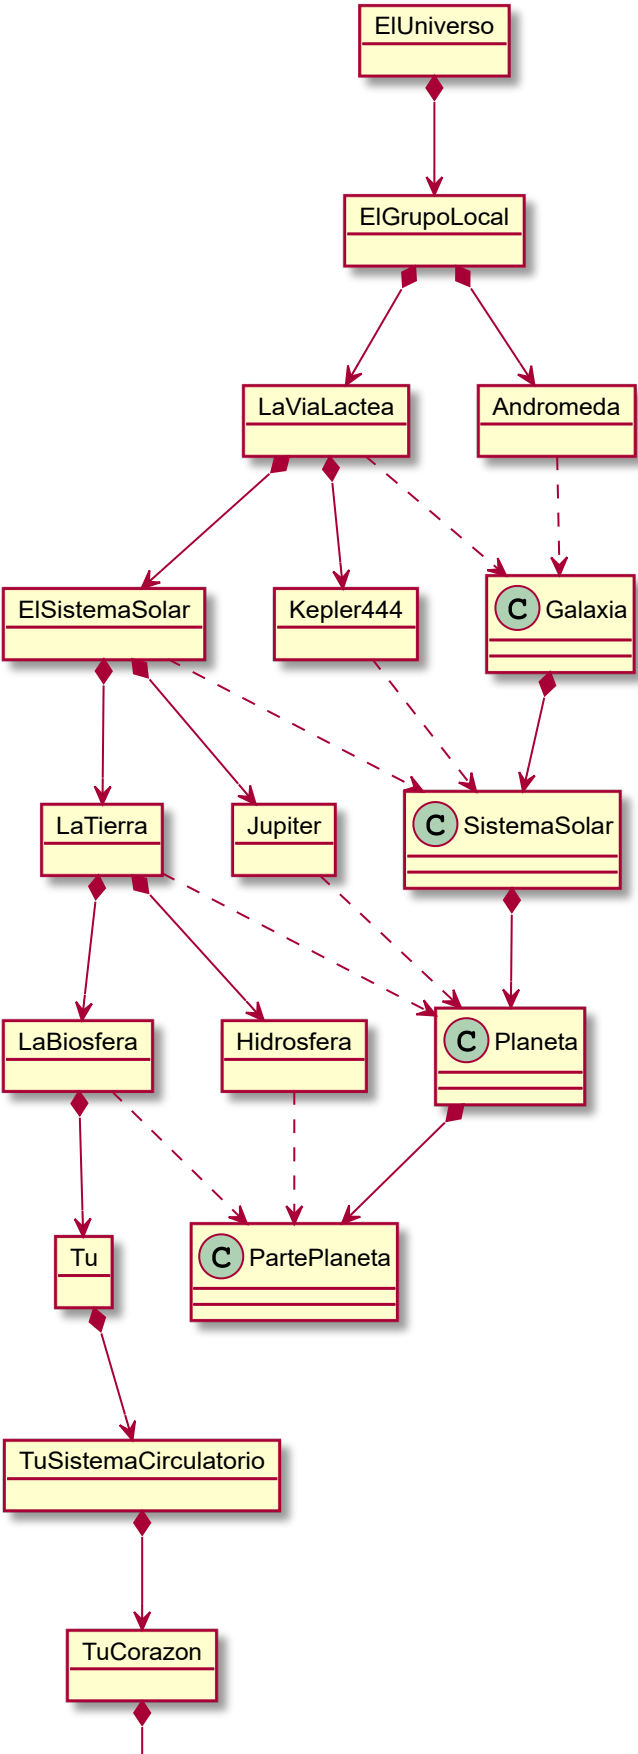 ElUniverso
ElGrupoLocal
LaViaLactea
Andromeda
ElSistemaSolar
Kepler444
C Galaxia
LaTierra
Jupiter
C SistemaSolar
LaBiosfera
Hidrosfera
C Planeta
Tu
C PartePlaneta
TuSistemaCirculatorio
TuCorazon